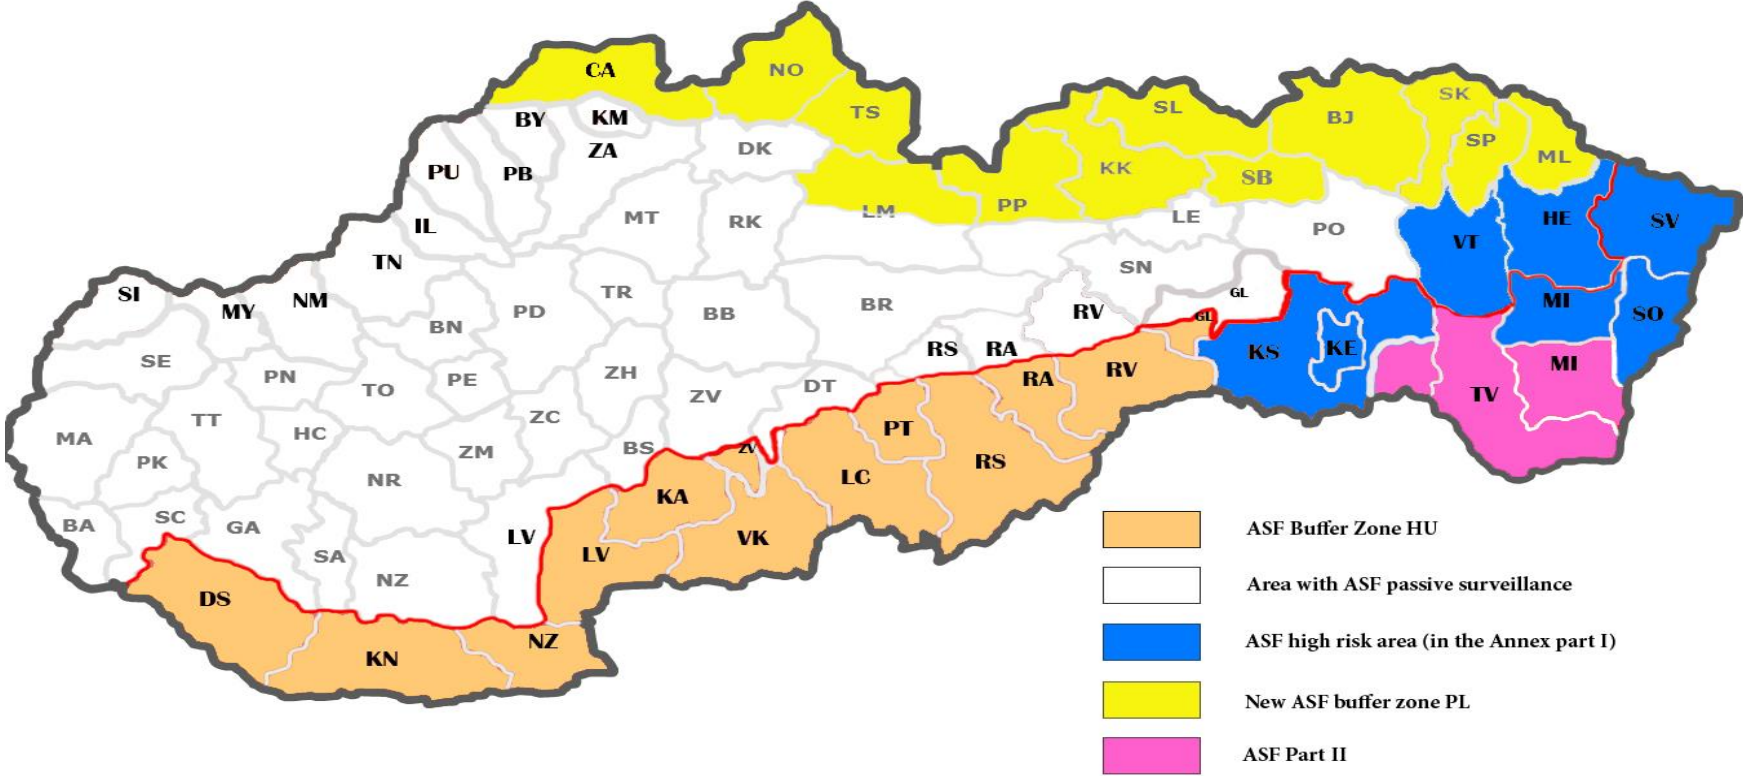 CA
NO
TS
SL
BJ
SK
SP
ML
BY
KM
ZA
DK
PU
PB
KK
SB
LM
PP
LE
PO
IL
MT
RK
HE
SV
VT
TN
SN
SI
MY
NM
TR
BR
RV
GL
MI
SO
BN
PD
BB
GL
SE
PN
TO
PE
ZH
RS
RA
KS
KE
RA
RV
MI
TV
TT
HC
ZC
ZV
DT
MA
PK
NR
ZM
BS
ZV
PT
RS
LC
KA
BA
SC
GA
SA
NZ
LV
LV
VK
DS
KN
NZ
ASF Buffer Zone HU
Area with ASF passive surveillance
ASF high risk area (in the Annex part I)
New ASF buffer zone PL
ASF Part II